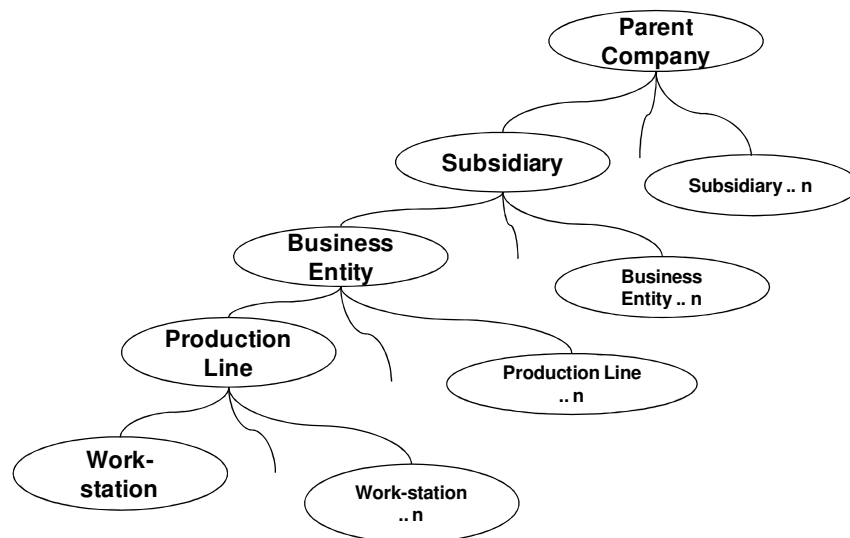 Parent
Company
Subsidiary
Subsidiary .. n
Business
Entity
Business
Entity .. n
Production
Line
Production Line
.. n
Work-
station
Work-station
.. n